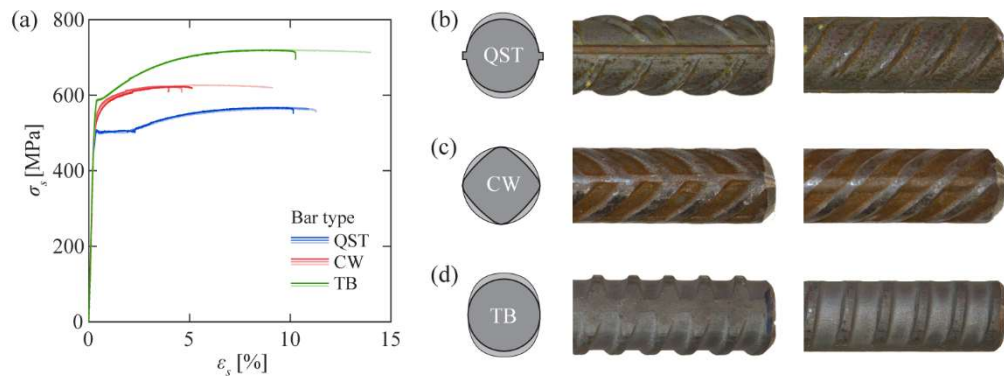 (a)
800
600
400
200
0
σs [MPa]
0 5 10 15
εs [%]
Bar type
QST
CW
TB
(b)
QST
(c)
CW
(d)
TB